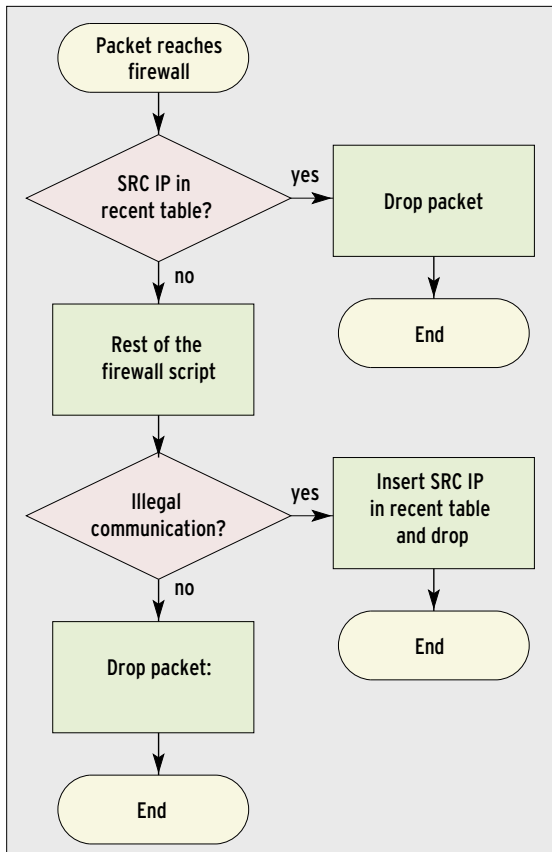 Packet reaches
firewall
SRC IP in
recent table?
yes
Drop packet
no
End
Rest of the
firewall script
Illegal
communication?
yes
Insert SRC IP
in recent table
and drop
no
End
Drop packet:
End